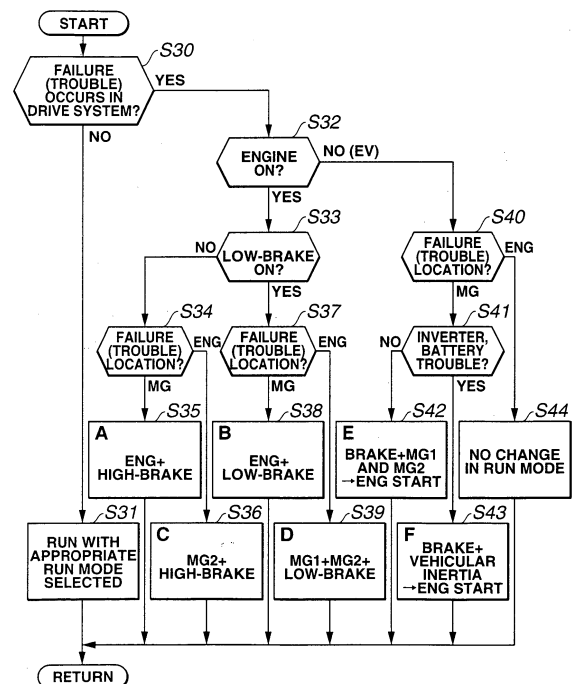 START
S30
FAILURE
(TROUBLE)
OCCURS IN
DRIVE SYSTEM?
YES
NO
S32
ENGINE
ON?
NO (EV)
YES
S33
NO
LOW-BRAKE
ON?
YES
S40
FAILURE
(TROUBLE)
LOCATION?
ENG
MG
S34
FAILURE
(TROUBLE)
LOCATION?
ENG
MG
S37
FAILURE
(TROUBLE)
LOCATION?
ENG
MG
S41
NO
INVERTER,
BATTERY
TROUBLE?
YES
S35
A
ENG+
HIGH-BRAKE
S38
B
ENG+
LOW-BRAKE
S42
E
BRAKE+MG1
AND MG2
→ENG START
S44
NO CHANGE
IN RUN MODE
S31
RUN WITH
APPROPRIATE
RUN MODE
SELECTED
S36
C
MG2+
HIGH-BRAKE
S39
D
MG1+MG2+
LOW-BRAKE
S43
F
BRAKE+
VEHICULAR
INERTIA
→ENG START
RETURN